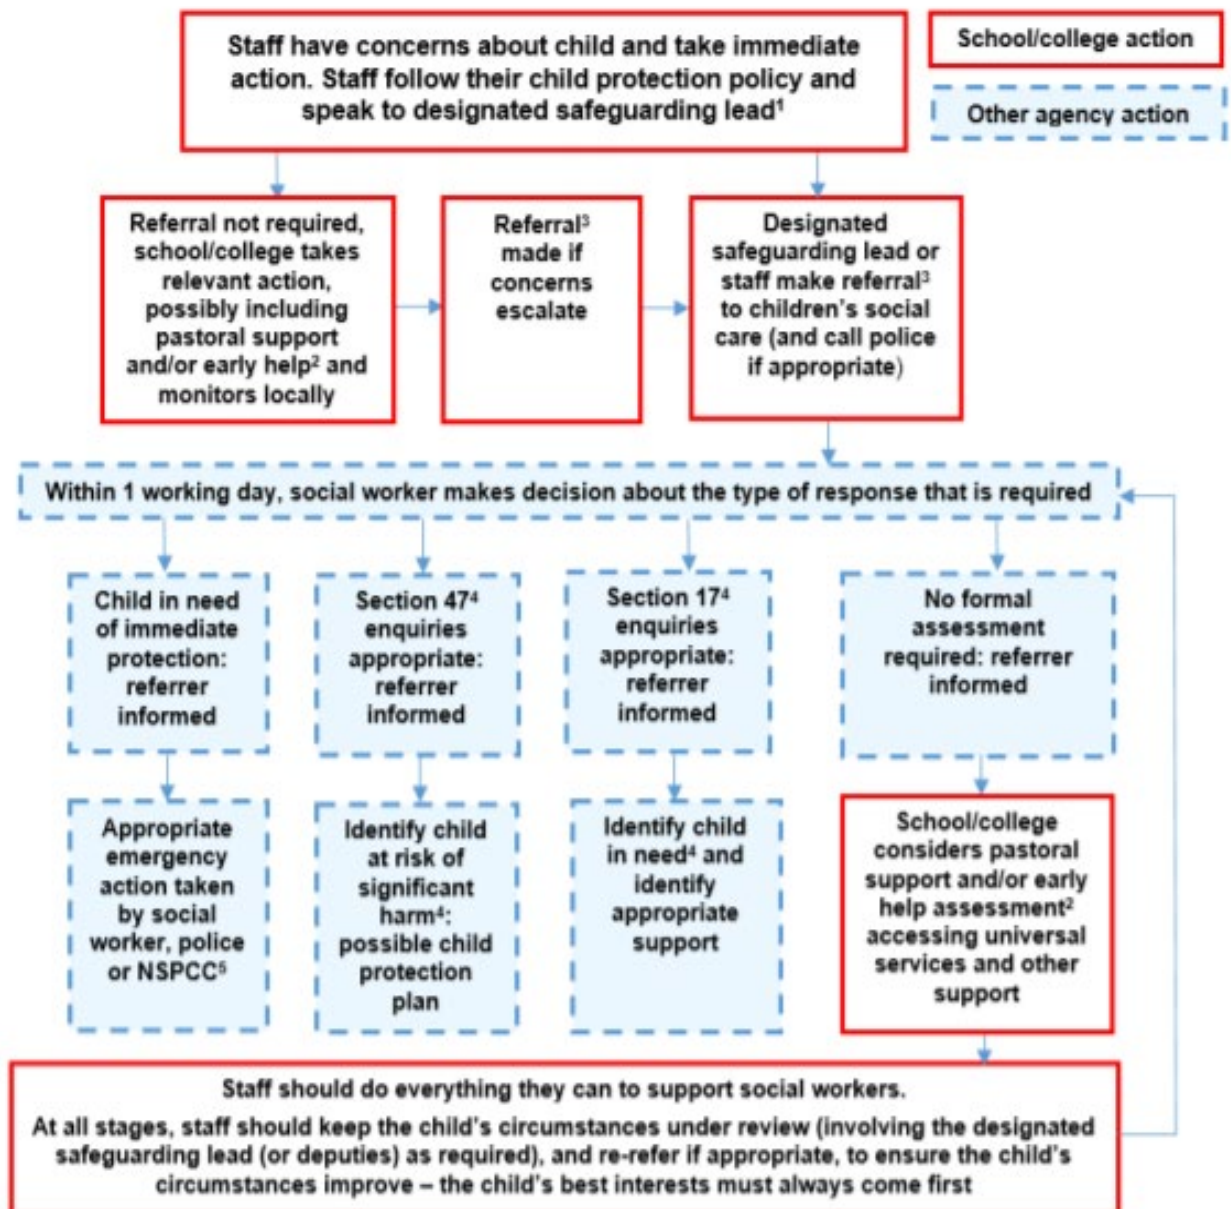 Staff have concerns about child and take immediate
action. Staff follow their child protection policy and
speak to designated safeguarding lead¹
School/college action
Other agency action
Referral not required,
school/college takes
relevant action,
possibly including
pastoral support
and/or early help² and
monitors locally
Referral³
made if
concerns
escalate
Designated
safeguarding lead or
staff make referral³
to children's social
care (and call police
if appropriate)
Within 1 working day, social worker makes decision about the type of response that is required
Child in need
of immediate
protection:
referrer
informed
Section 47⁴
enquiries
appropriate:
referrer
informed
Section 17⁴
enquiries
appropriate:
referrer
informed
No formal
assessment
required: referrer
informed
Appropriate
emergency
action taken
by social
worker, police
or NSPCC⁵
Identify child
at risk of
significant
harm⁴:
possible child
protection
plan
Identify child
in need⁴ and
identify
appropriate
support
School/college
considers pastoral
support and/or early
help assessment²
accessing universal
services and other
support
Staff should do everything they can to support social workers.
At all stages, staff should keep the child's circumstances under review (involving the designated
safeguarding lead (or deputies) as required), and re-refer if appropriate, to ensure the child's
circumstances improve – the child's best interests must always come first